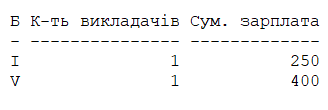 Б К-ть викладачів Сум. зарплата
- --------------- -------------
I               1           250
V               1           400